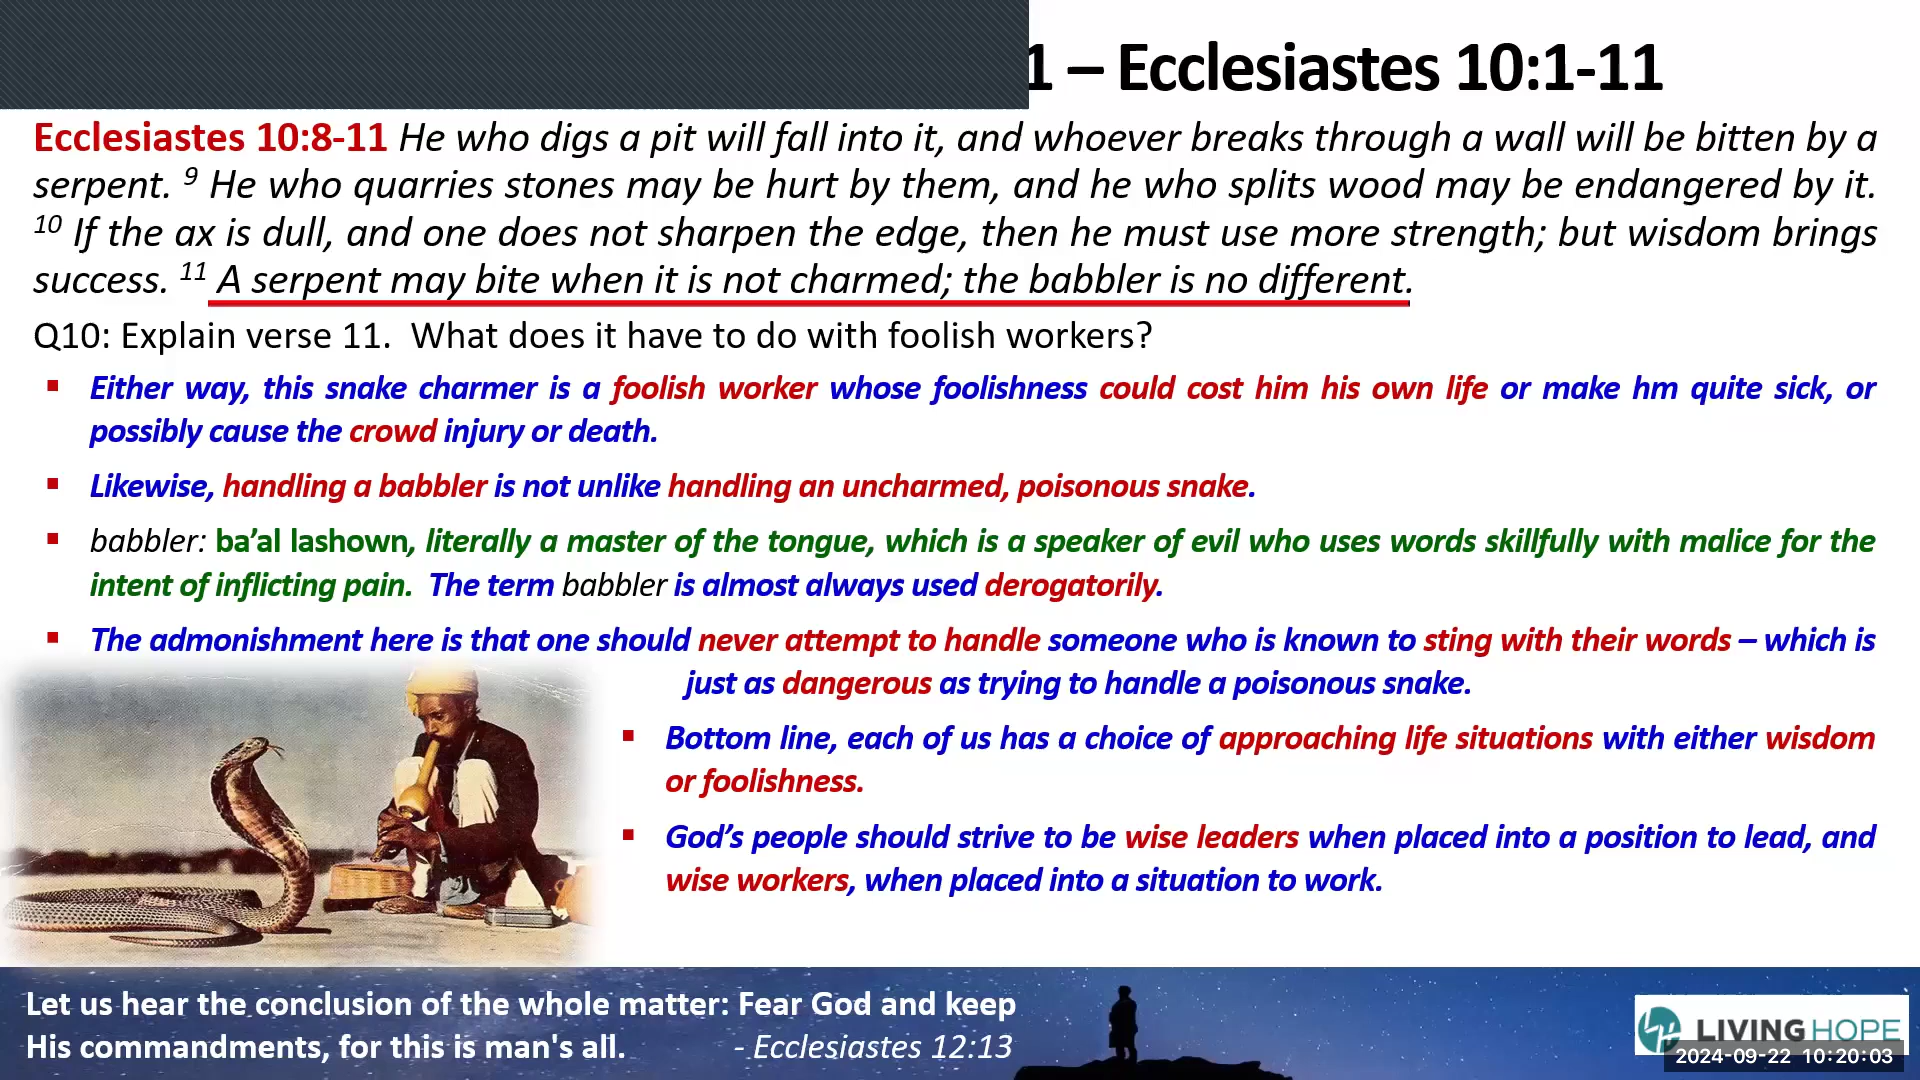 1 – Ecclesiastes 10:1-11
Ecclesiastes 10:8-11 He who digs a pit will fall into it, and whoever breaks through a wall will be bitten by a
serpent. 9 He who quarries stones may be hurt by them, and he who splits wood may be endangered by it.
10 If the ax is dull, and one does not sharpen the edge, then he must use more strength; but wisdom brings
success. 11 A serpent may bite when it is not charmed; the babbler is no different.
Q10: Explain verse 11. What does it have to do with foolish workers?
▪ Either way, this snake charmer is a foolish worker whose foolishness could cost him his own life or make hm quite sick, or
possibly cause the crowd injury or death.
▪ Likewise, handling a babbler is not unlike handling an uncharmed, poisonous snake.
▪ babbler: ba’al lashown, literally a master of the tongue, which is a speaker of evil who uses words skillfully with malice for the
intent of inflicting pain. The term babbler is almost always used derogatorily.
▪ The admonishment here is that one should never attempt to handle someone who is known to sting with their words – which is
just as dangerous as trying to handle a poisonous snake.
▪ Bottom line, each of us has a choice of approaching life situations with either wisdom
or foolishness.
▪ God’s people should strive to be wise leaders when placed into a position to lead, and
wise workers, when placed into a situation to work.
Let us hear the conclusion of the whole matter: Fear God and keep
His commandments, for this is man's all. - Ecclesiastes 12:13
LIVING HOPE
2024-09-22 10:20:03